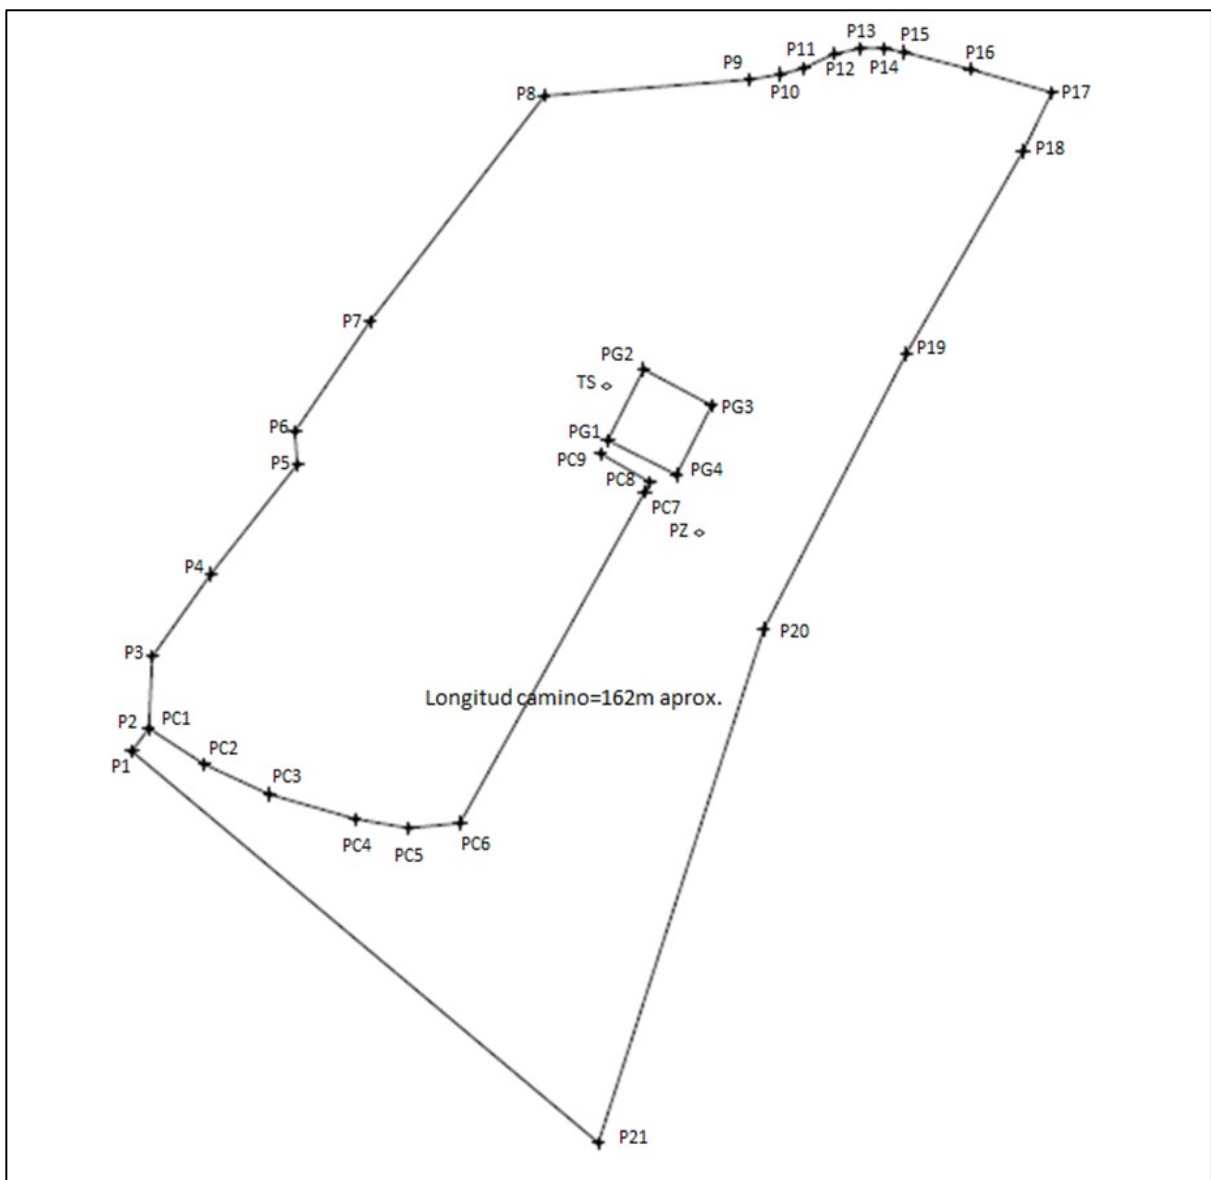 P13
P11
P15
P9
P12
P14
P16
P10
P8
P17
P18
P7
P19
PG2
TS
PG3
P6
PG1
PC9
P5
PG4
PC8
PC7
PZ
P4
P20
P3
Longitud camino=162m aprox.
P2
PC1
PC2
P1
PC3
PC4
PC5
PC6
P21